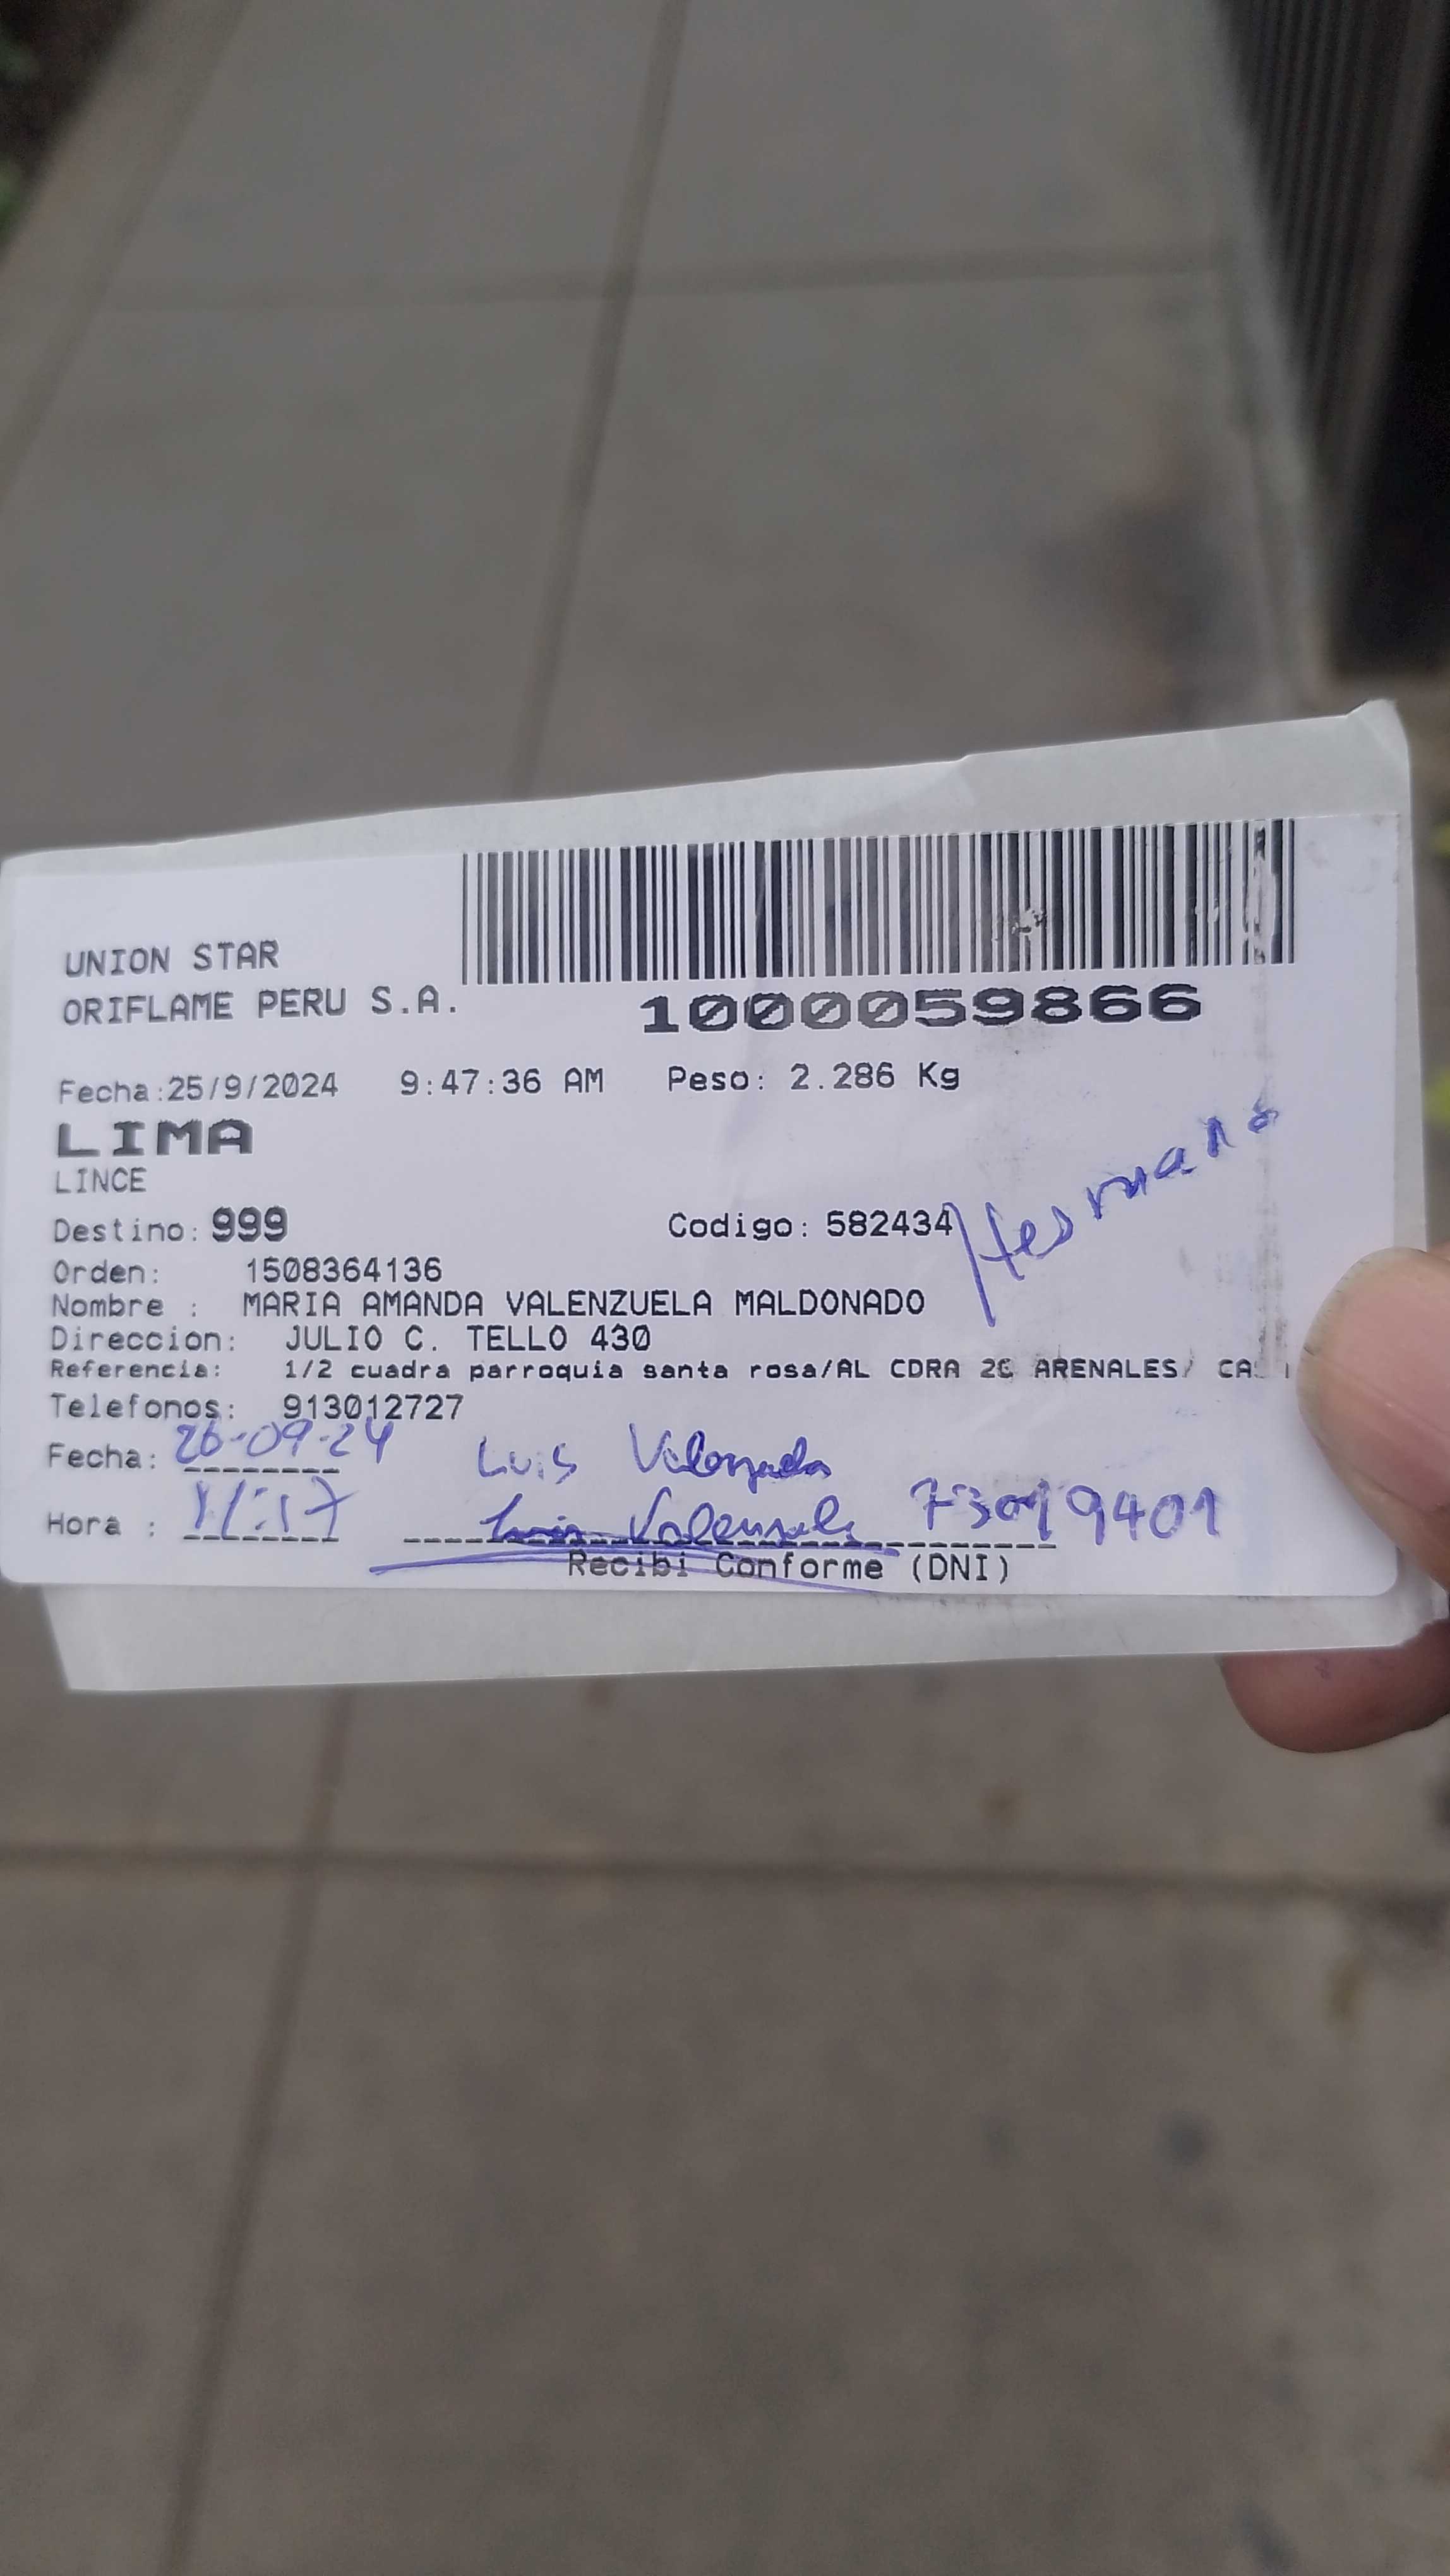 UNION STAR
ORIFLAME PERU S.A.
1000059866
Fecha:25/9/2024 9:47:36 AM Peso: 2.286 Kg
LIMA
LINCE
Destino: 999 Codigo: 582434
Hermano
Orden: 1508364136
Nombre : MARIA AMANDA VALENZUELA MALDONADO
Direccion: JULIO C. TELLO 430
Referencia: 1/2 cuadra parroquia santa rosa/AL CDRA ARENALES/
Telefonos: 913012727
Fecha: 26-09-24 Luis Valenzuela
Hora : 11:17 Luis Valenzuela
Recibi Conforme (DNI)